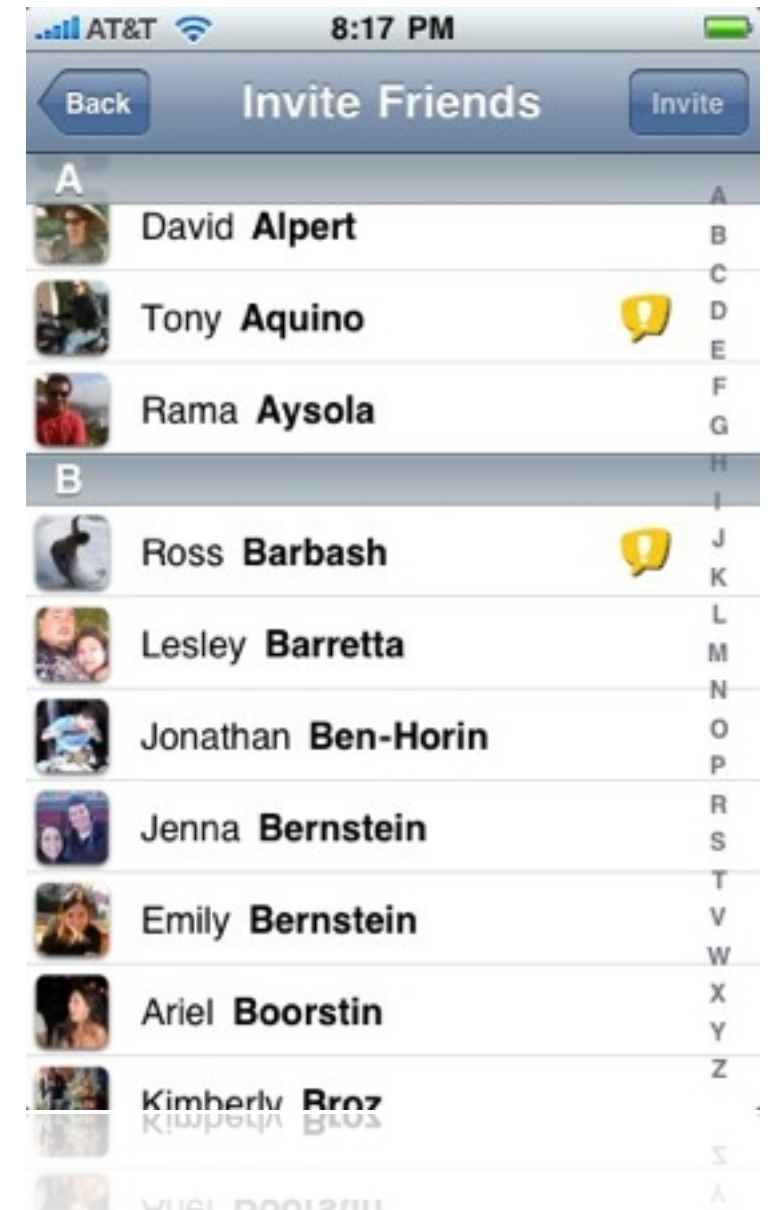 AT&T 8:17 PM
Back Invite Friends Invite
A
David Alpert
Tony Aquino
Rama Aysola
B
Ross Barbash
Lesley Barretta
Jonathan Ben-Horin
Jenna Bernstein
Emily Bernstein
Ariel Boorstin
Kimberly Broz
A
B
C
D
E
F
G
H
I
J
K
L
M
N
O
P
R
S
T
V
W
X
Y
Z